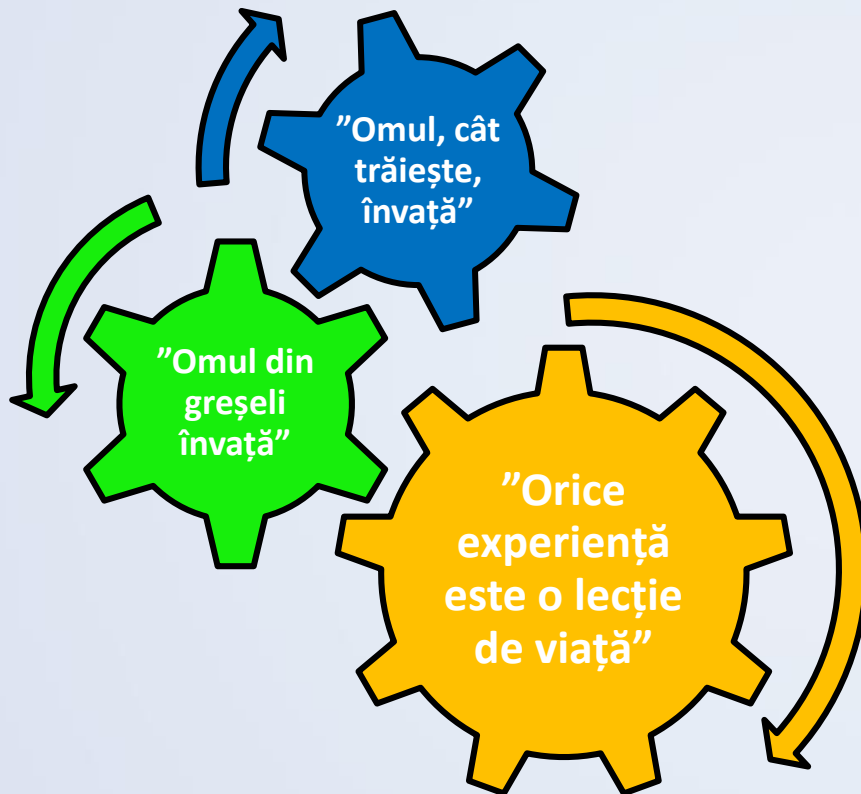 ”Omul, cât
trăiește,
învață”
”Omul din
greșeli
învață”
”Orice
experiență
este o lecție
de viață”